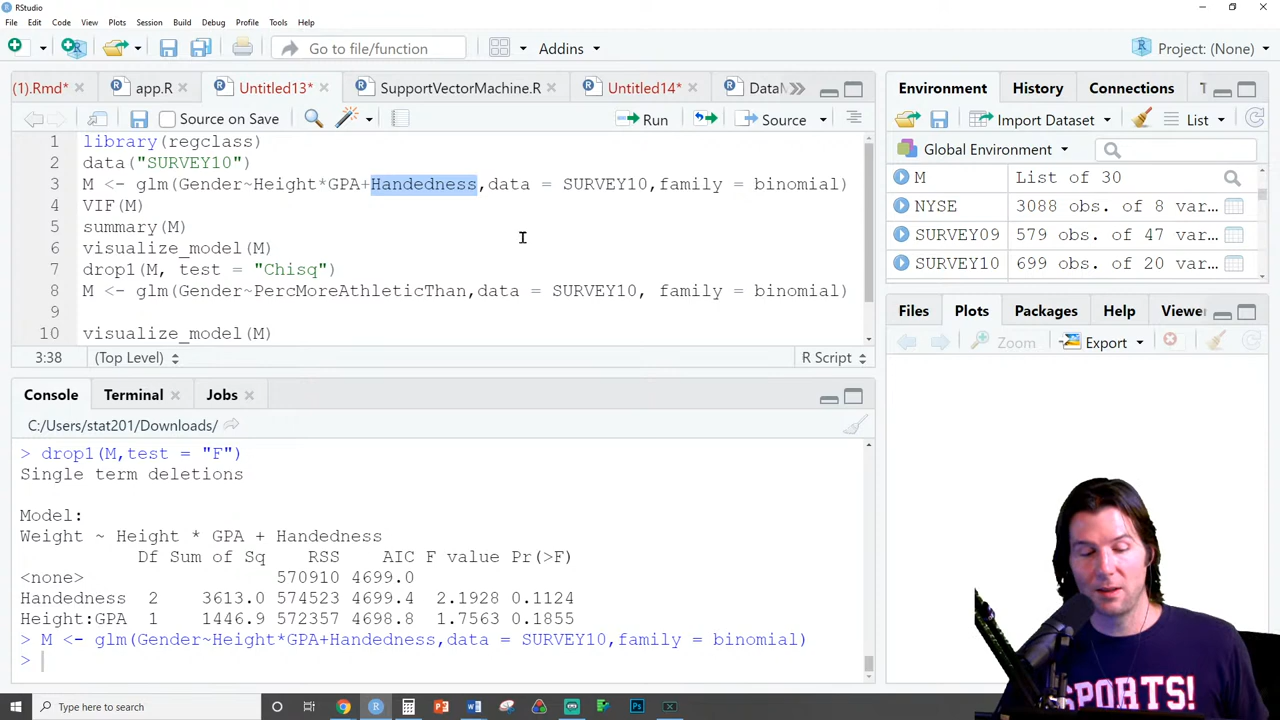 RStudio
File Edit Code View Plots Session Build Debug Profile Tools Help
Go to file/function Addins Project: (None)
(1).Rmd* app.R Untitled13* SupportVectorMachine.R Untitled14* DataM
Source on Save Run Source
1 library(regclass)
2 data("SURVEY10")
3 M <- glm(Gender~Height*GPA+Handedness,data = SURVEY10,family = binomial)
4 VIF(M)
5 summary(M)
6 visualize_model(M)
7 drop1(M, test = "Chisq")
8 M <- glm(Gender~PercMoreAthleticThan,data = SURVEY10, family = binomial)
9
10 visualize_model(M)
3:38 (Top Level) R Script
Console Terminal Jobs
C:/Users/stat201/Downloads/
> drop1(M,test = "F")
Single term deletions
Model:
Weight ~ Height * GPA + Handedness
Df Sum of Sq RSS AIC F value Pr(>F)
<none> 570910 4699.0
Handedness 2 3613.0 574523 4699.4 2.1928 0.1124
Height:GPA 1 1446.9 572357 4698.8 1.7563 0.1855
> M <- glm(Gender~Height*GPA+Handedness,data = SURVEY10,family = binomial)
>
Environment History Connections T
Import Dataset List
Global Environment
M List of 30
NYSE 3088 obs. of 8 var...
SURVEY09 579 obs. of 47 var...
SURVEY10 699 obs. of 20 var...
Files Plots Packages Help Viewe
Zoom Export
SPORTS!
Type here to search